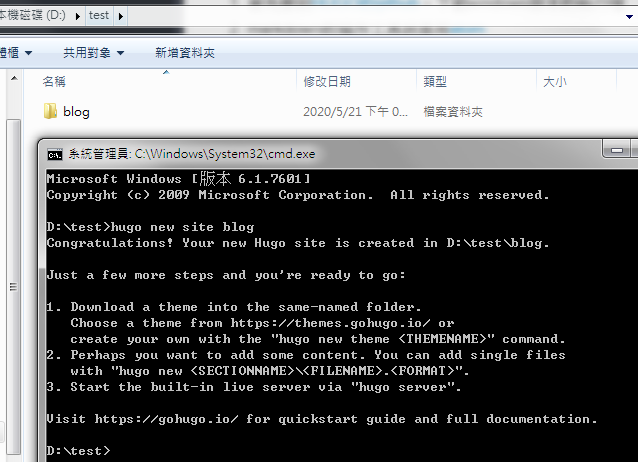 本機磁碟 (D:) ▸ test ▸
體櫃 ▼ 共用對象 ▼ 新增資料夾
名稱 修改日期 類型 大小
blog 2020/5/21 下午 0... 檔案資料夾
系統管理員: C:\Windows\System32\cmd.exe
Microsoft Windows [版本 6.1.7601]
Copyright (c) 2009 Microsoft Corporation.  All rights reserved.
D:\test>hugo new site blog
Congratulations! Your new Hugo site is created in D:\test\blog.
Just a few more steps and you're ready to go:
1. Download a theme into the same-named folder.
   Choose a theme from https://themes.gohugo.io/ or
   create your own with the "hugo new theme <THEMENAME>" command.
2. Perhaps you want to add some content. You can add single files
   with "hugo new <SECTIONNAME>\<FILENAME>.<FORMAT>".
3. Start the built-in live server via "hugo server".
Visit https://gohugo.io/ for quickstart guide and full documentation.
D:\test>